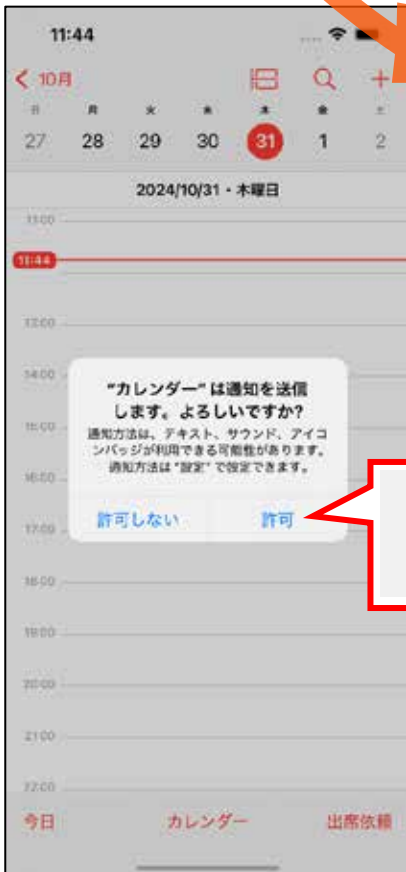 11:44
10月
日 月 火 水 木 金 土
27 28 29 30 31 1 2
2024/10/31・木曜日
11:00
11:44
13:00
14:00
"カレンダー"は通知を送信
します。よろしいですか?
通知方法は、テキスト、サウンド、アイコ
ンバッジが利用できる可能性があります。
通知方法は"設定"で設定できます。
15:00
16:00
許可しない 許可
17:00
18:00
19:00
20:00
21:00
22:00
今日 カレンダー 出席依頼